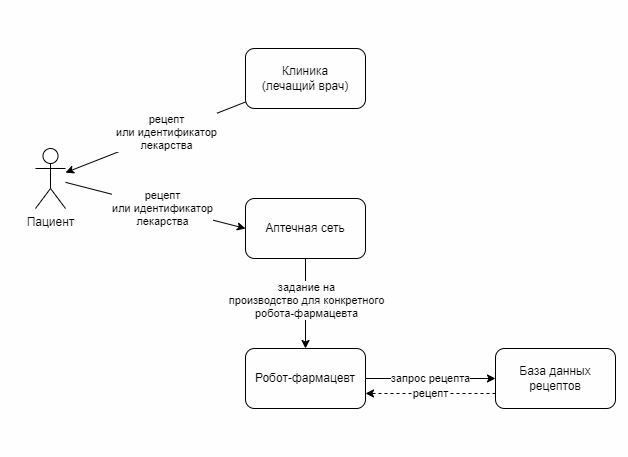 Клиника
(лечащий врач)
рецепт
или идентификатор
лекарства
Пациент
рецепт
или идентификатор
лекарства
Аптечная сеть
задание на
производство для конкретного
робота-фармацевта
Робот-фармацевт
запрос рецепта
рецепт
База данных
рецептов